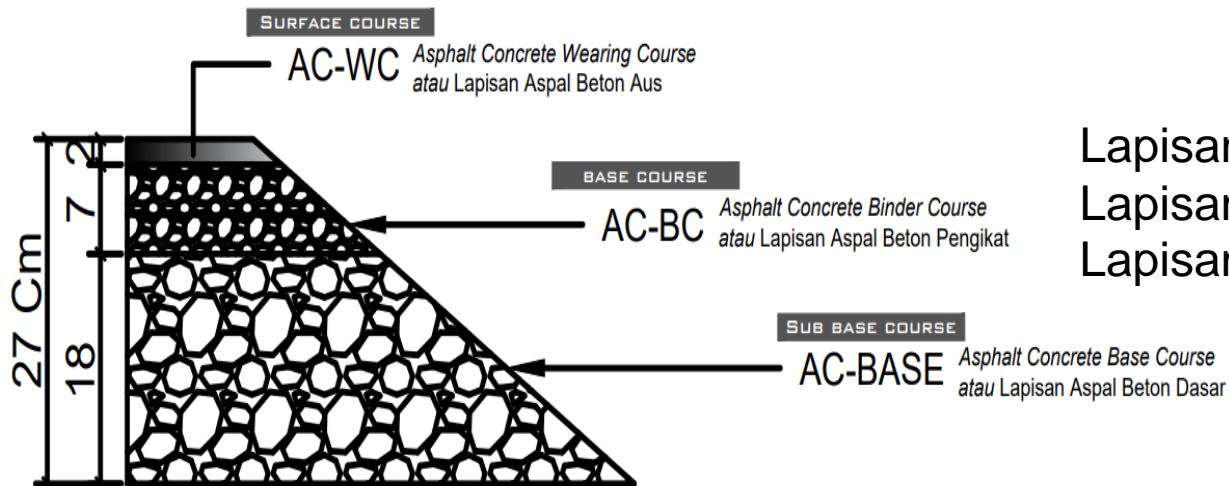 SURFACE COURSE
AC-WC Asphalt Concrete Wearing Course
atau Lapisan Aspal Beton Aus
2
7
18
27 Cm
BASE COURSE
AC-BC Asphalt Concrete Binder Course
atau Lapisan Aspal Beton Pengikat
SUB BASE COURSE
AC-BASE Asphalt Concrete Base Course
atau Lapisan Aspal Beton Dasar
Lapisan
Lapisan
Lapisan